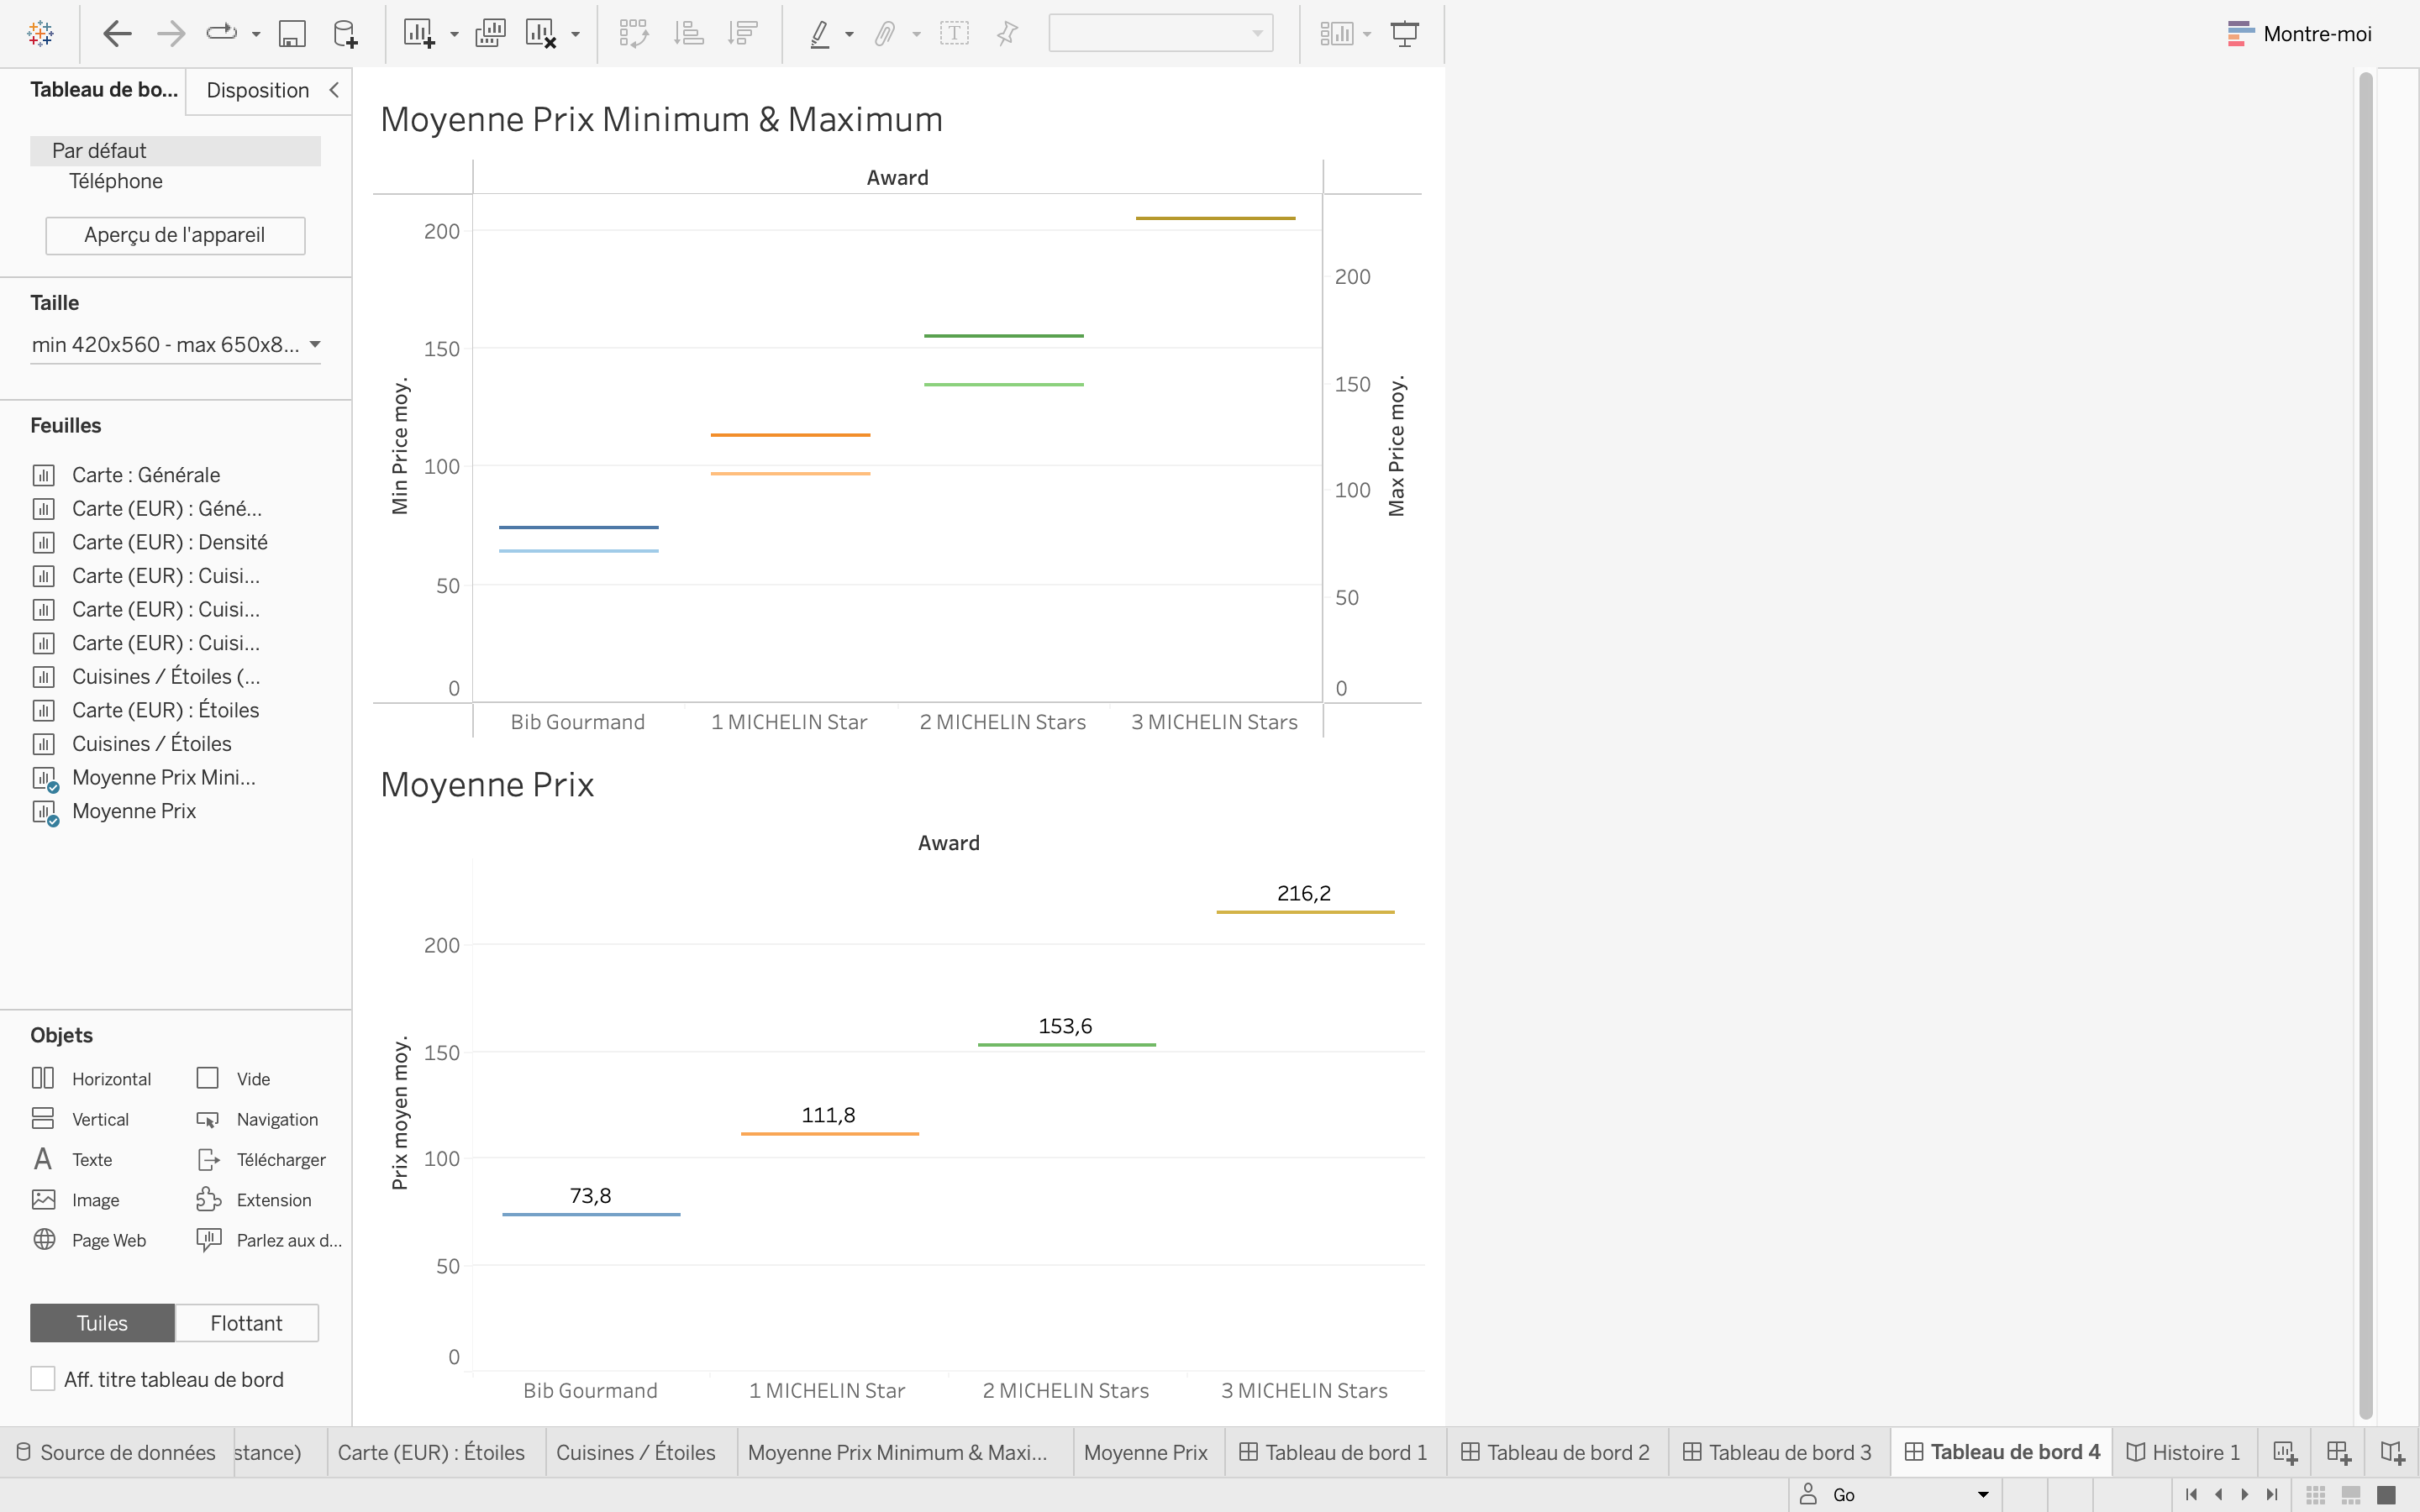 Montre-moi
Tableau de bo...
Disposition
Par défaut
Téléphone
Aperçu de l'appareil
Taille
min 420x560 - max 650x8...
Feuilles
Carte : Générale
Carte (EUR) : Géné...
Carte (EUR) : Densité
Carte (EUR) : Cuisi...
Carte (EUR) : Cuisi...
Carte (EUR) : Cuisi...
Cuisines / Étoiles (...
Carte (EUR) : Étoiles
Cuisines / Étoiles
Moyenne Prix Mini...
Moyenne Prix
Objets
Horizontal
Vide
Vertical
Navigation
Texte
Télécharger
Image
Extension
Page Web
Parlez aux d...
Tuiles
Flottant
Aff. titre tableau de bord
Moyenne Prix Minimum & Maximum
Award
Min Price moy.
200
150
100
50
0
Max Price moy.
200
150
100
50
0
Bib Gourmand
1 MICHELIN Star
2 MICHELIN Stars
3 MICHELIN Stars
Moyenne Prix
Award
Prix moyen moy.
200
150
100
50
0
73,8
111,8
153,6
216,2
Bib Gourmand
1 MICHELIN Star
2 MICHELIN Stars
3 MICHELIN Stars
Source de données
stance)
Carte (EUR) : Étoiles
Cuisines / Étoiles
Moyenne Prix Minimum & Maxi...
Moyenne Prix
Tableau de bord 1
Tableau de bord 2
Tableau de bord 3
Tableau de bord 4
Histoire 1
Go